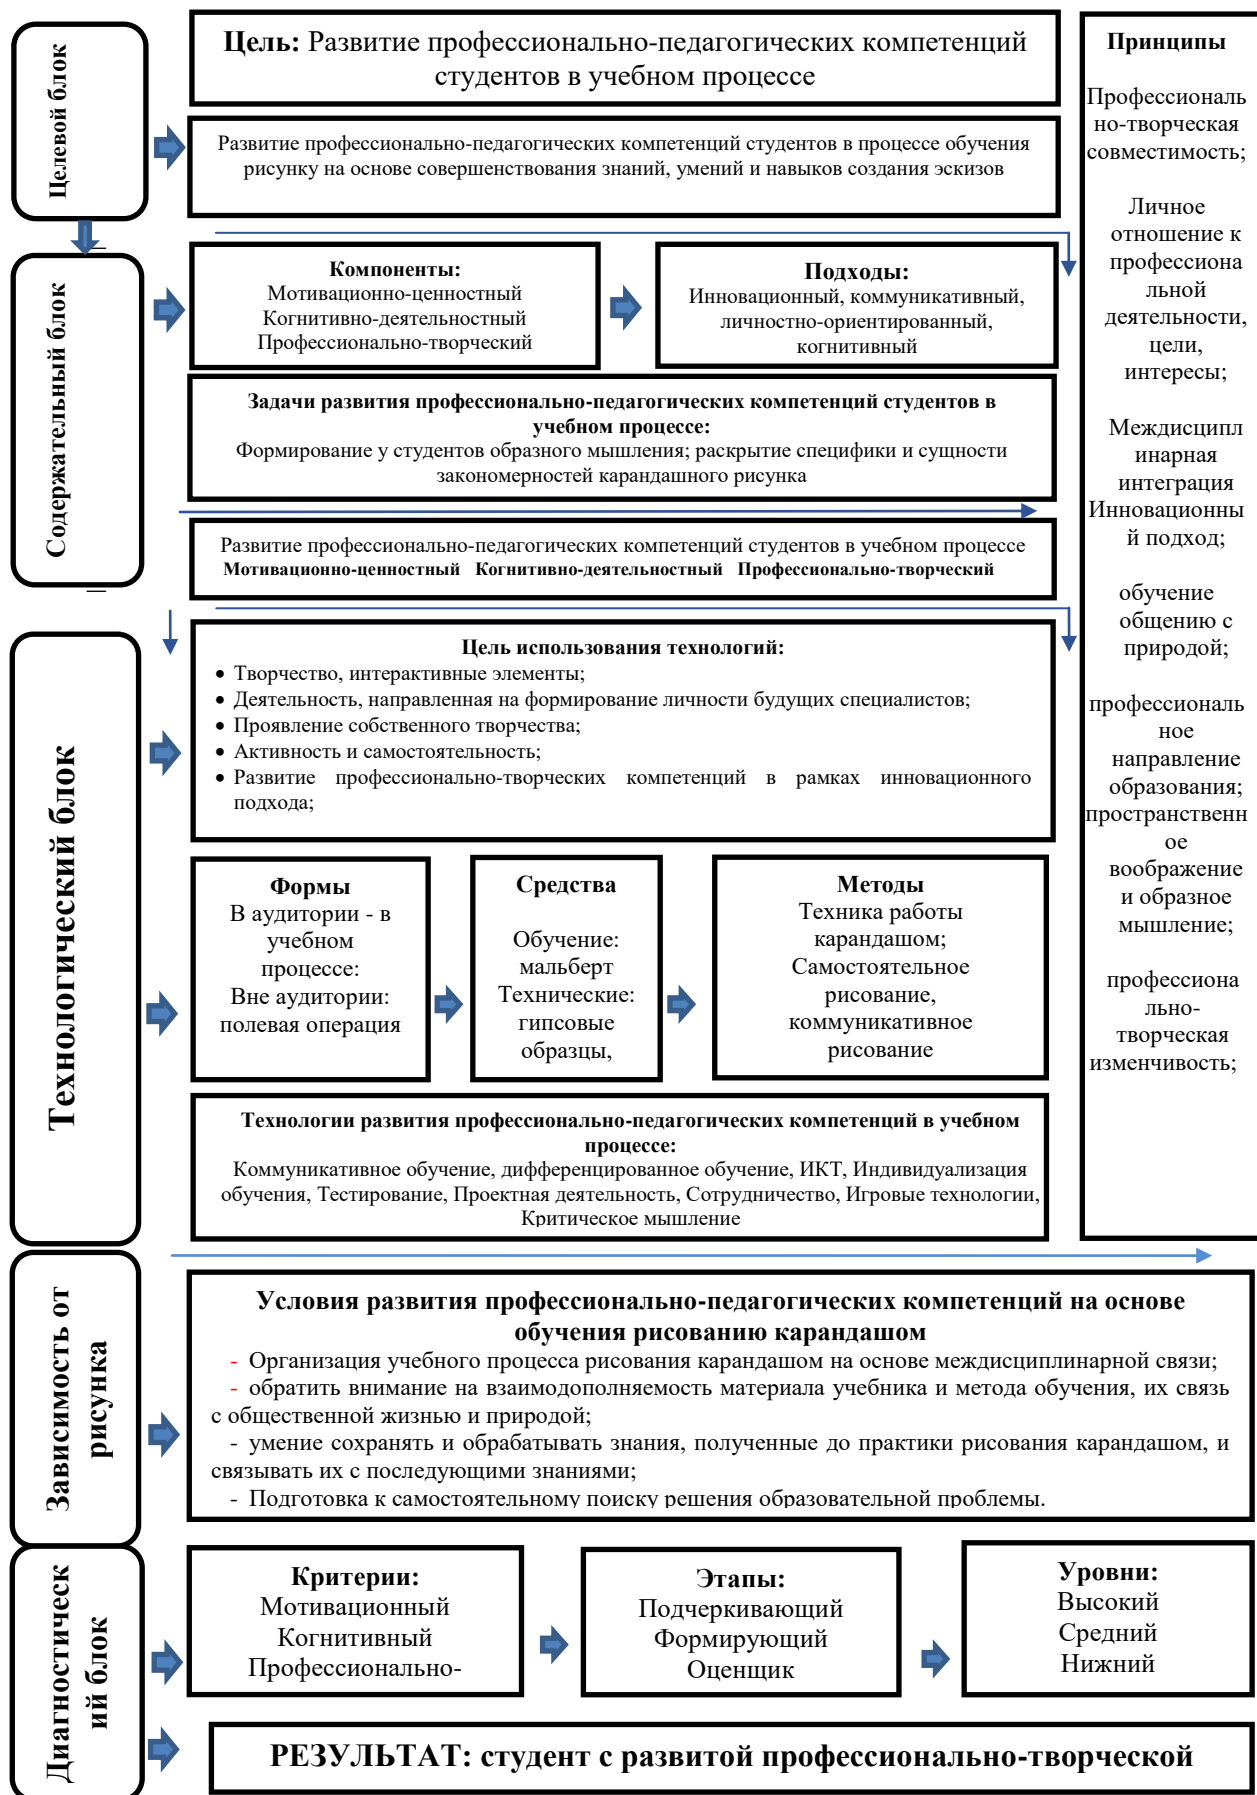 Целевой блок
Цель: Развитие профессионально-педагогических компетенций
студентов в учебном процессе
Развитие профессионально-педагогических компетенций студентов в процессе обучения
рисунку на основе совершенствования знаний, умений и навыков создания эскизов
Содержательный блок
Компоненты:
Мотивационно-ценностный
Когнитивно-деятельностный
Профессионально-творческий
Подходы:
Инновационный, коммуникативный,
личностно-ориентированный,
когнитивный
Задачи развития профессионально-педагогических компетенций студентов в
учебном процессе:
Формирование у студентов образного мышления; раскрытие специфики и сущности
закономерностей карандашного рисунка
Развитие профессионально-педагогических компетенций студентов в учебном процессе
Мотивационно-ценностный Когнитивно-деятельностный Профессионально-творческий
Технологический блок
Цель использования технологий:
• Творчество, интерактивные элементы;
• Деятельность, направленная на формирование личности будущих специалистов;
• Проявление собственного творчества;
• Активность и самостоятельность;
• Развитие профессионально-творческих компетенций в рамках инновационного
подхода;
Формы
В аудитории - в
учебном
процессе:
Вне аудитории:
полевая операция
Средства
Обучение:
мальберт
Технические:
гипсовые
образцы,
Методы
Техника работы
карандашом;
Самостоятельное
рисование,
коммуникативное
рисование
Технологии развития профессионально-педагогических компетенций в учебном
процессе:
Коммуникативное обучение, дифференцированное обучение, ИКТ, Индивидуализация
обучения, Тестирование, Проектная деятельность, Сотрудничество, Игровые технологии,
Критическое мышление
Принципы
Профессиональ
но-творческая
совместимость;
Личное
отношение к
профессиона
льной
деятельности,
цели,
интересы;
Междисципл
инарная
интеграция
Инновационны
й подход;
обучение
общению с
природой;
профессиональ
ное
направление
образования;
пространственн
ое
воображение
и образное
мышление;
профессиона
льно-
творческая
изменчивость;
Зависимость от
рисунка
Условия развития профессионально-педагогических компетенций на основе
обучения рисованию карандашом
- Организация учебного процесса рисования карандашом на основе междисциплинарной связи;
- обратить внимание на взаимодополняемость материала учебника и метода обучения, их связь
с общественной жизнью и природой;
- умение сохранять и обрабатывать знания, полученные до практики рисования карандашом, и
связывать их с последующими знаниями;
- Подготовка к самостоятельному поиску решения образовательной проблемы.
Диагностическ
ий блок
Критерии:
Мотивационный
Когнитивный
Профессионально-
Этапы:
Подчеркивающий
Формирующий
Оценщик
Уровни:
Высокий
Средний
Нижний
РЕЗУЛЬТАТ: студент с развитой профессионально-творческой